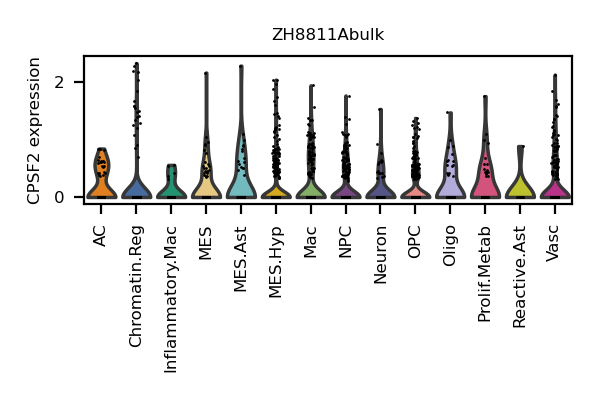 ZH8811Abulk
CPSF2 expression
2
0
AC
Chromatin.Reg
Inflammatory.Mac
MES
MES.Ast
MES.Hyp
Mac
NPC
Neuron
OPC
Oligo
Prolif.Metab
Reactive.Ast
Vasc